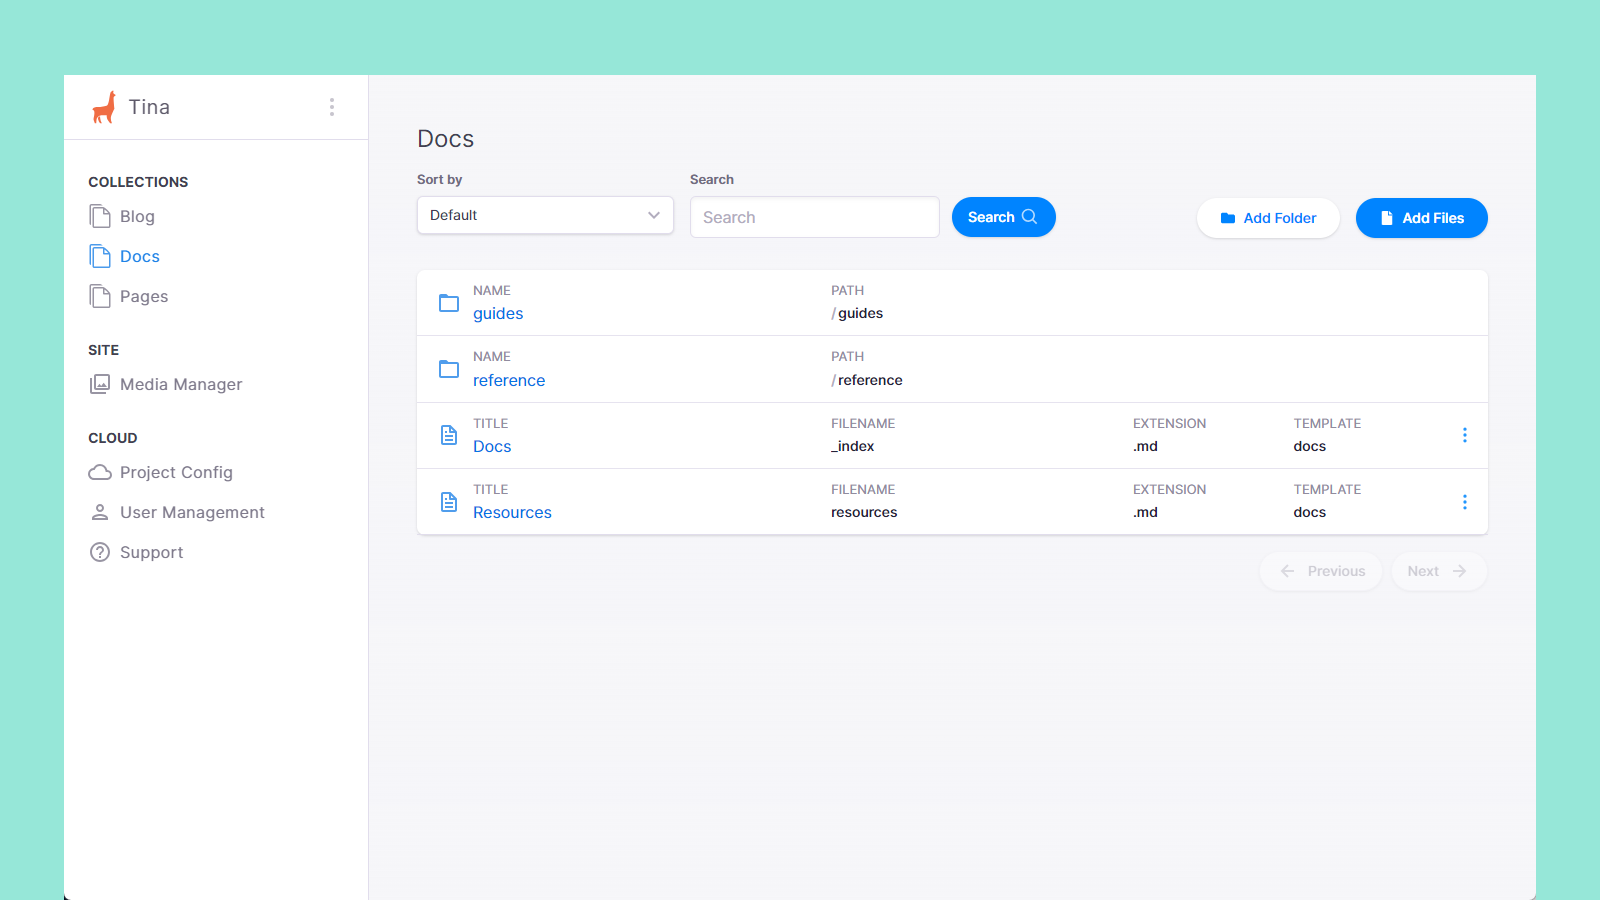 Tina
COLLECTIONS
Blog
Docs
Pages
SITE
Media Manager
CLOUD
Project Config
User Management
Support
Docs
Sort by
Default
Search
Search
Search
Add Folder
Add Files
NAME PATH
guides /guides
NAME PATH
reference /reference
TITLE FILENAME EXTENSION TEMPLATE
Docs _index .md docs
TITLE FILENAME EXTENSION TEMPLATE
Resources resources .md docs
Previous Next